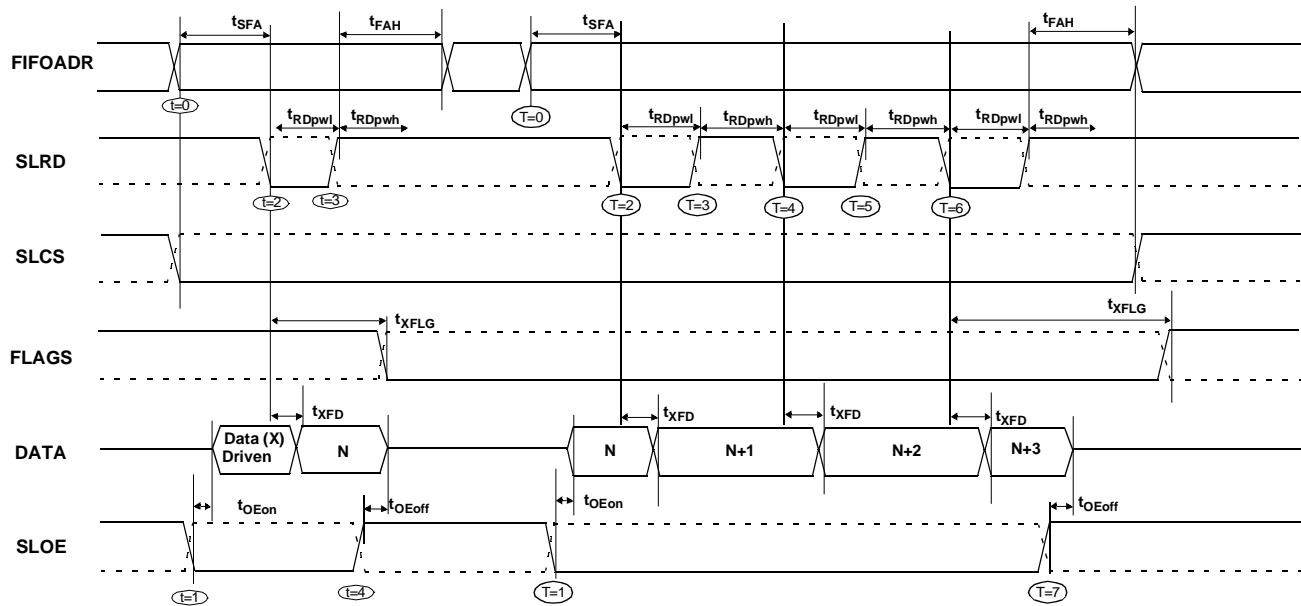 tSFA tFAH tSFA tFAH
FIFOADR
t=0 T=0
tRDpwl tRDpwh tRDpwl tRDpwh tRDpwl tRDpwh tRDpwl tRDpwh
SLRD
t=2 t=3 T=2 T=3 T=4 T=5 T=6
SLCS
tXFLG tXFLG
FLAGS
tXFD tXFD tXFD tXFD
DATA
Data (X)
Driven
N N N+1 N+2 N+3
tOEon tOEoff tOEon tOEoff
SLOE
t=1 t=4 T=1 T=7